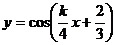 y = cos(k/4 x + 2/3)